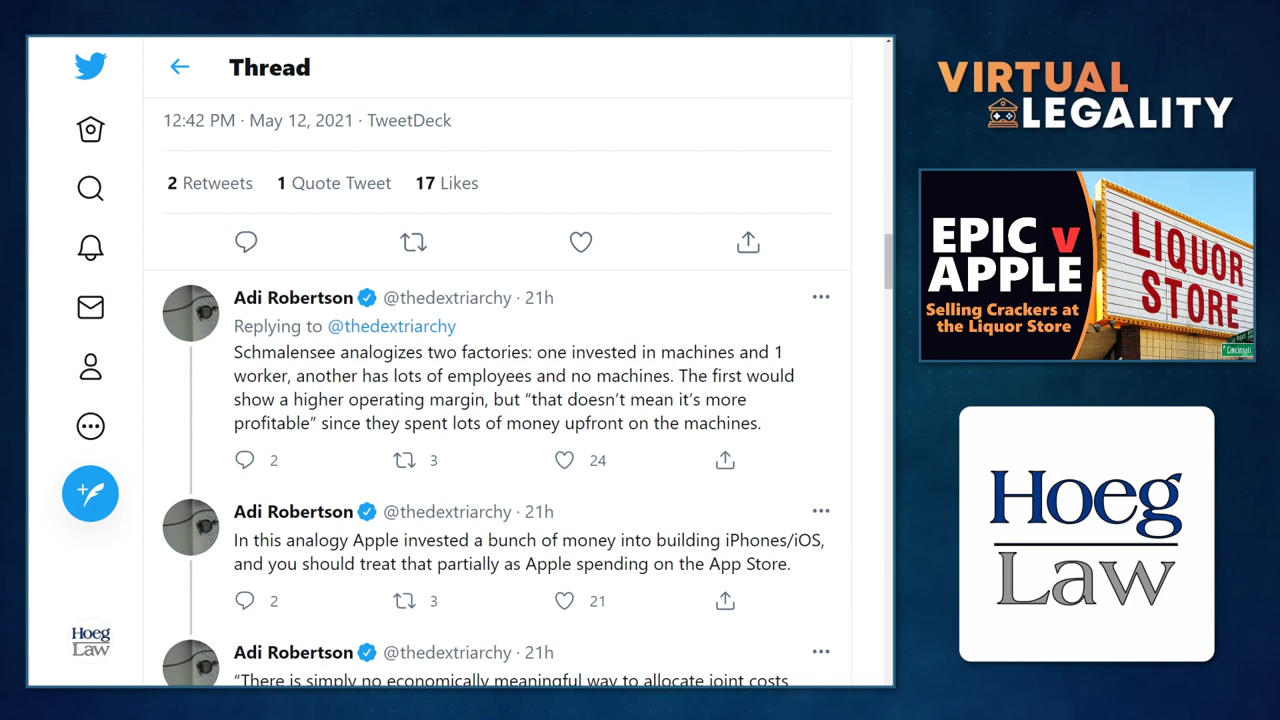 Thread
12:42 PM · May 12, 2021 · TweetDeck
2 Retweets 1 Quote Tweet 17 Likes
Adi Robertson @thedextriarchy · 21h
Replying to @thedextriarchy
Schmalensee analogizes two factories: one invested in machines and 1
worker, another has lots of employees and no machines. The first would
show a higher operating margin, but “that doesn’t mean it’s more
profitable” since they spent lots of money upfront on the machines.
2 3 24
Adi Robertson @thedextriarchy · 21h
In this analogy Apple invested a bunch of money into building iPhones/iOS,
and you should treat that partially as Apple spending on the App Store.
2 3 21
Adi Robertson @thedextriarchy · 21h
“There is simply no economically meaningful way to allocate joint costs
Hoeg
Law
VIRTUAL
LEGALITY
EPIC v
APPLE
Selling Crackers at
the Liquor Store
LIQUOR
STORE
Cincinnati
Hoeg
Law